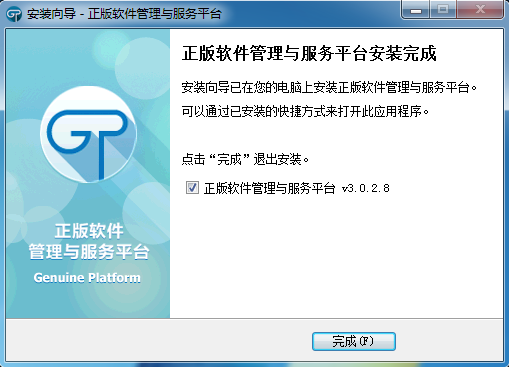 安装向导 - 正版软件管理与服务平台
正版软件管理与服务平台安装完成
安装向导已在您的电脑上安装正版软件管理与服务平台。
可以通过已安装的快捷方式来打开此应用程序。
点击“完成”退出安装。
正版软件管理与服务平台 v3.0.2.8
GP
正版软件
管理与服务平台
Genuine Platform
完成(F)